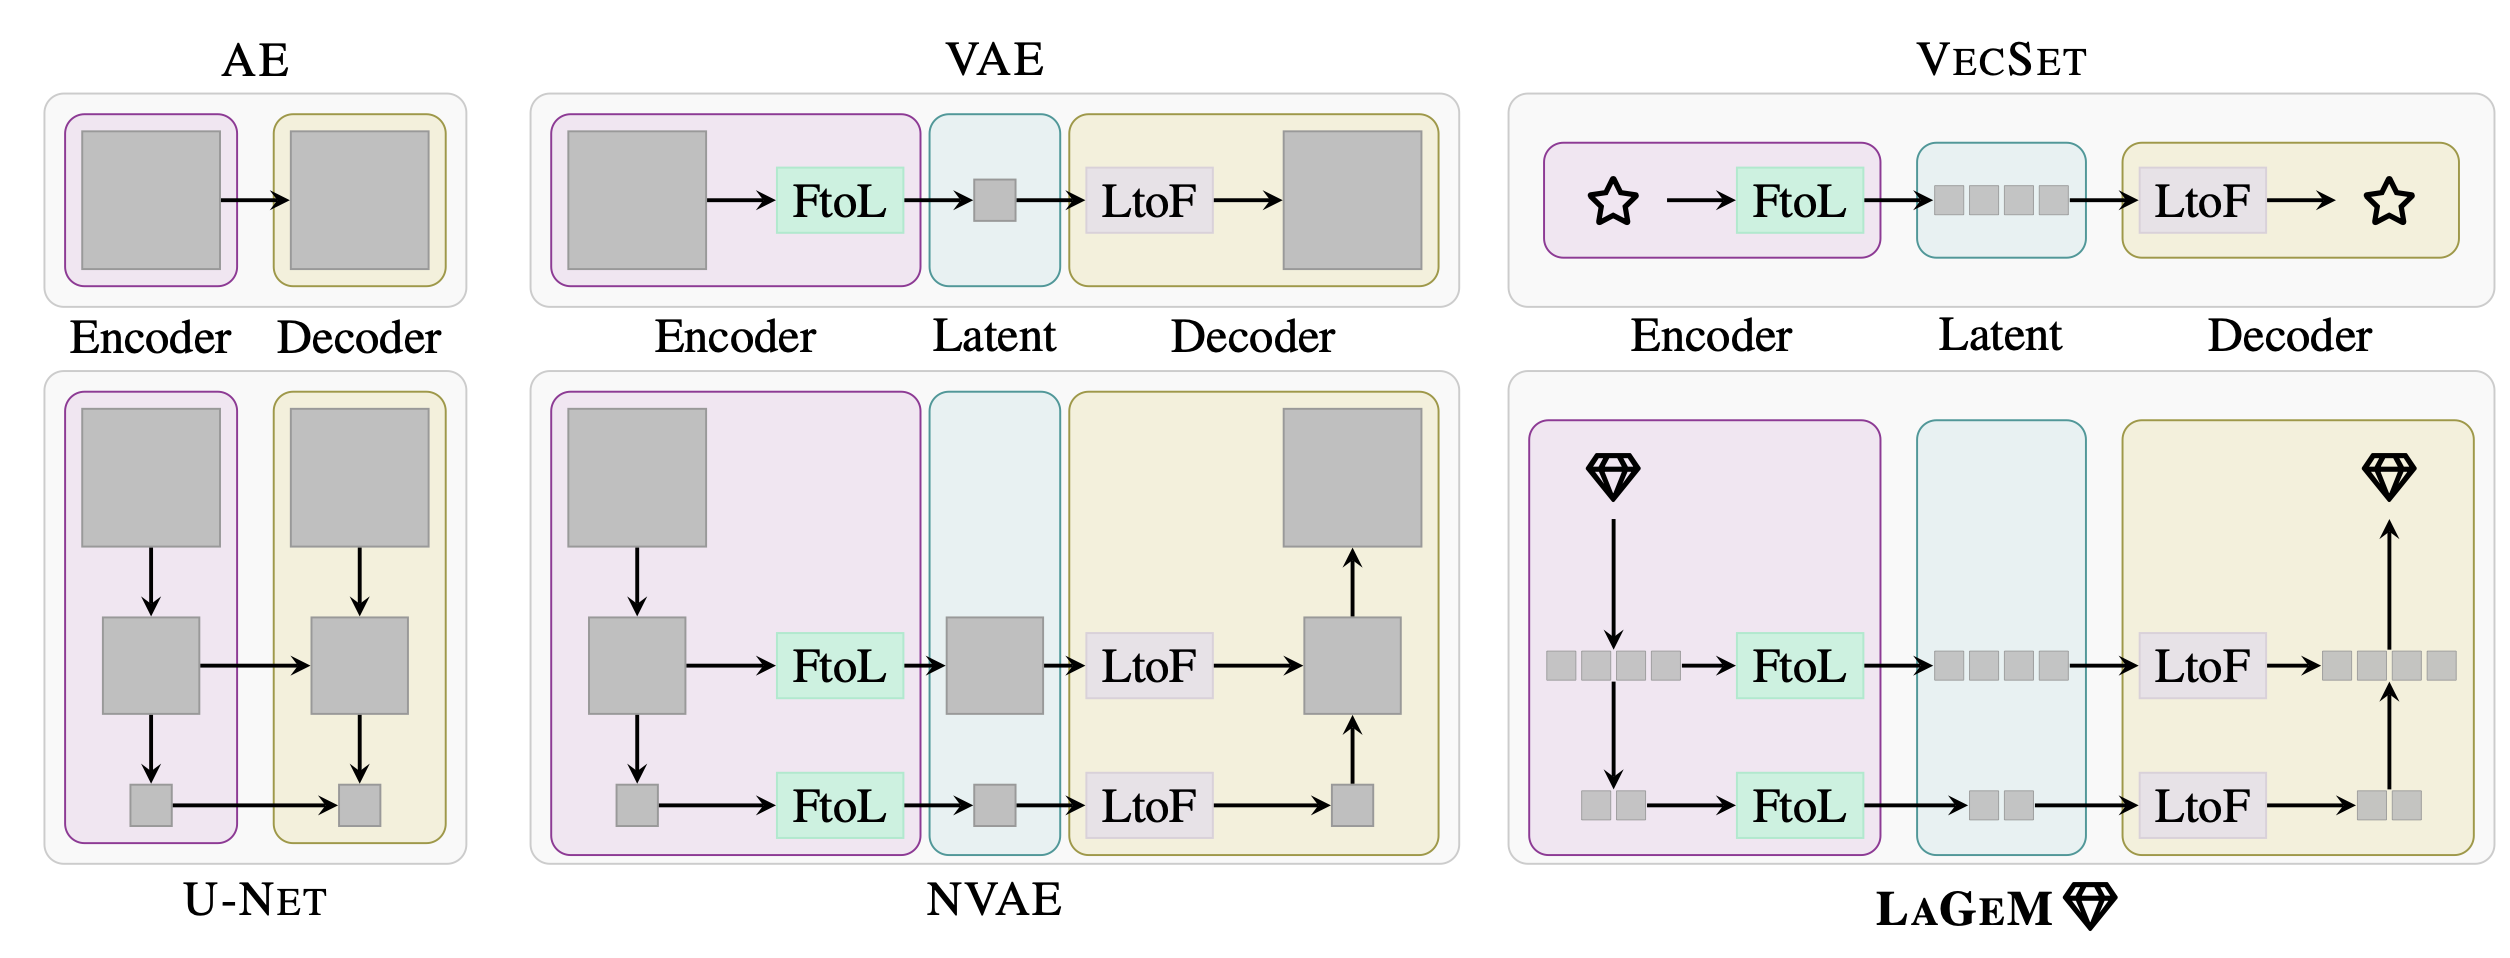 AE
VAE
VECSET
FtoL
LtoF
FtoL
LtoF
Encoder
Decoder
Encoder
Latent
Decoder
Encoder
Latent
Decoder
FtoL
LtoF
FtoL
LtoF
FtoL
LtoF
FtoL
LtoF
U-NET
NVAE
LAGEM